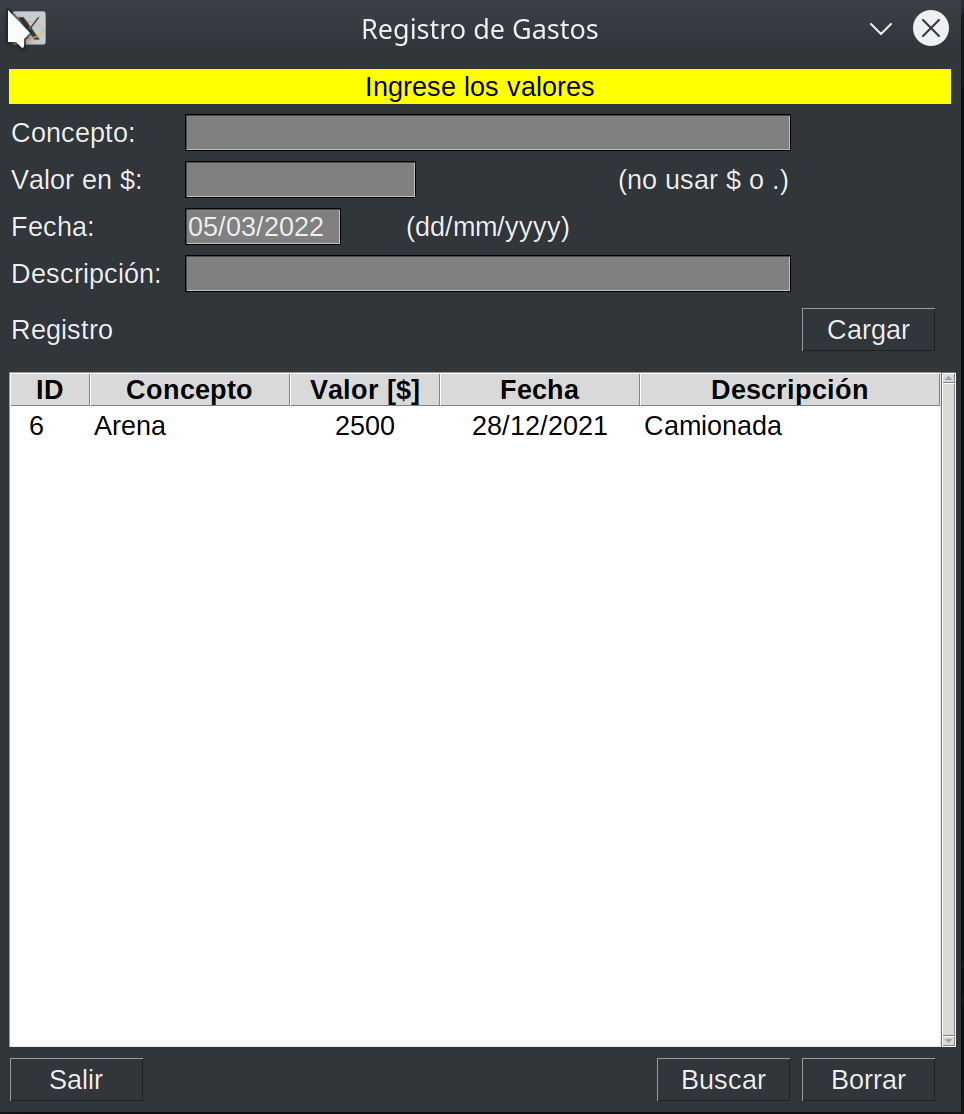 Registro de Gastos
Ingrese los valores
Concepto:
Valor en $: (no usar $ o .)
Fecha: 05/03/2022 (dd/mm/yyyy)
Descripción:
Registro Cargar
ID Concepto Valor [$] Fecha Descripción
6 Arena 2500 28/12/2021 Camionada
Salir Buscar Borrar